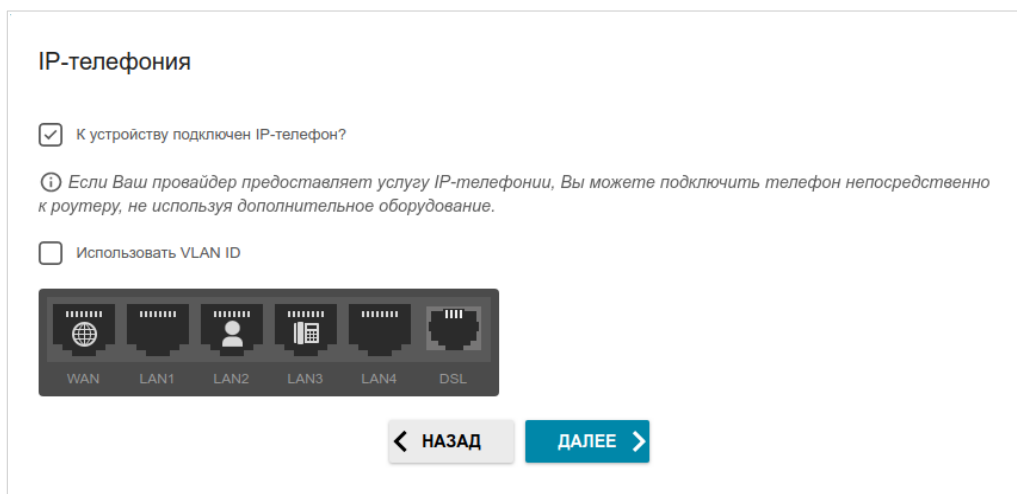 IP-телефония
К устройству подключен IP-телефон?
Если Ваш провайдер предоставляет услугу IP-телефонии, Вы можете подключить телефон непосредственно
к роутеру, не используя дополнительное оборудование.
Использовать VLAN ID
WAN LAN1 LAN2 LAN3 LAN4 DSL
НАЗАД ДАЛЕЕ